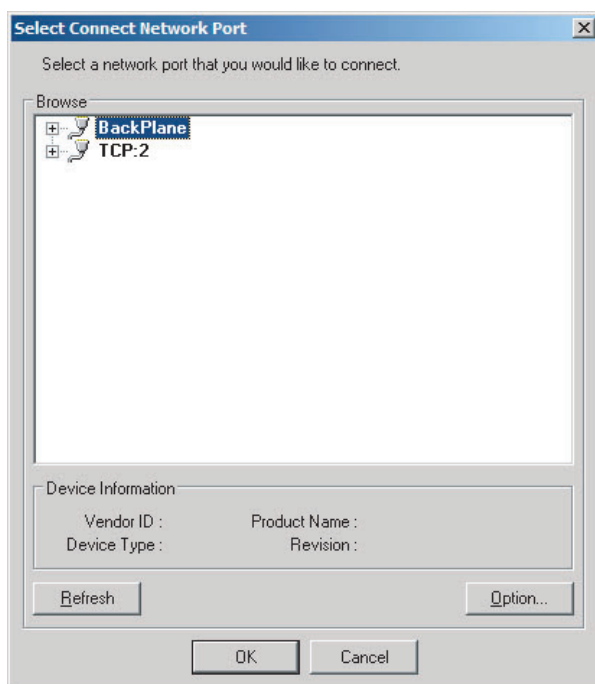 Select Connect Network Port
Select a network port that you would like to connect.
Browse
BackPlane
TCP:2
Device Information
Vendor ID : Product Name :
Device Type : Revision :
Refresh Option...
OK Cancel